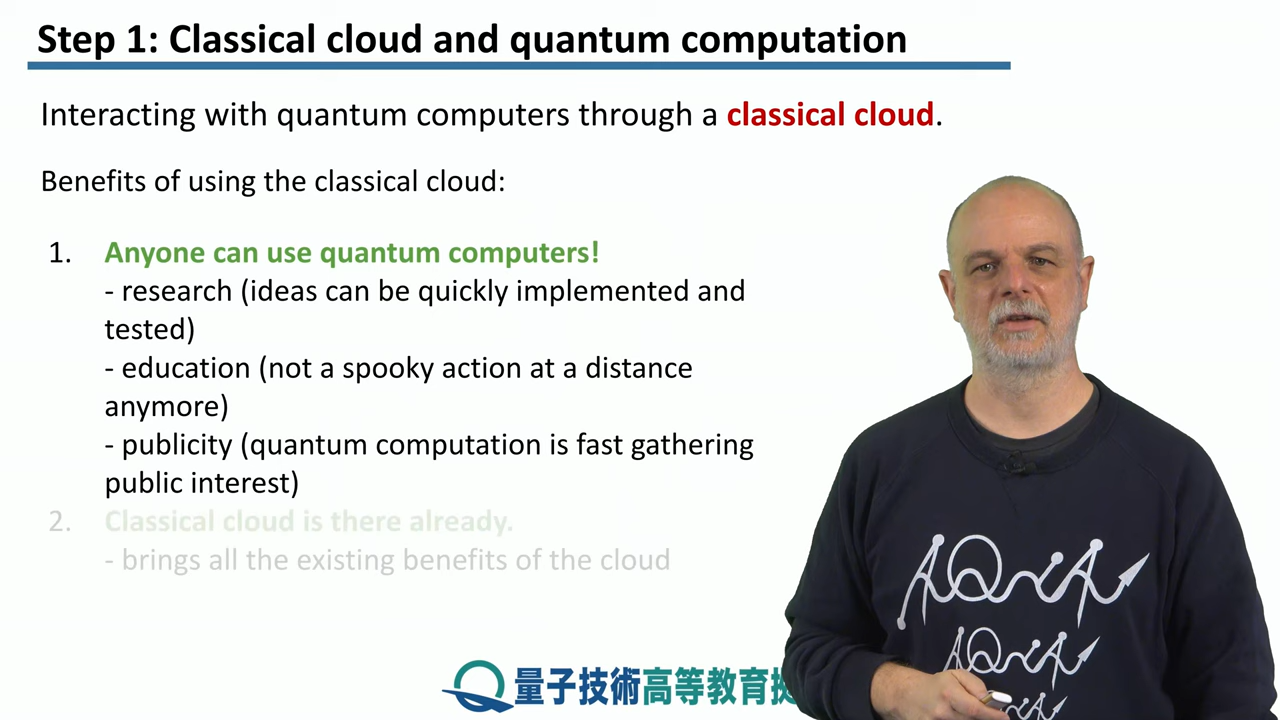 Step 1: Classical cloud and quantum computation
Interacting with quantum computers through a classical cloud.
Benefits of using the classical cloud:
1. Anyone can use quantum computers!
- research (ideas can be quickly implemented and
tested)
- education (not a spooky action at a distance
anymore)
- publicity (quantum computation is fast gathering
public interest)
2. Classical cloud is there already.
- brings all the existing benefits of the cloud
AQUA
AQUA
量子技術高等教育拠